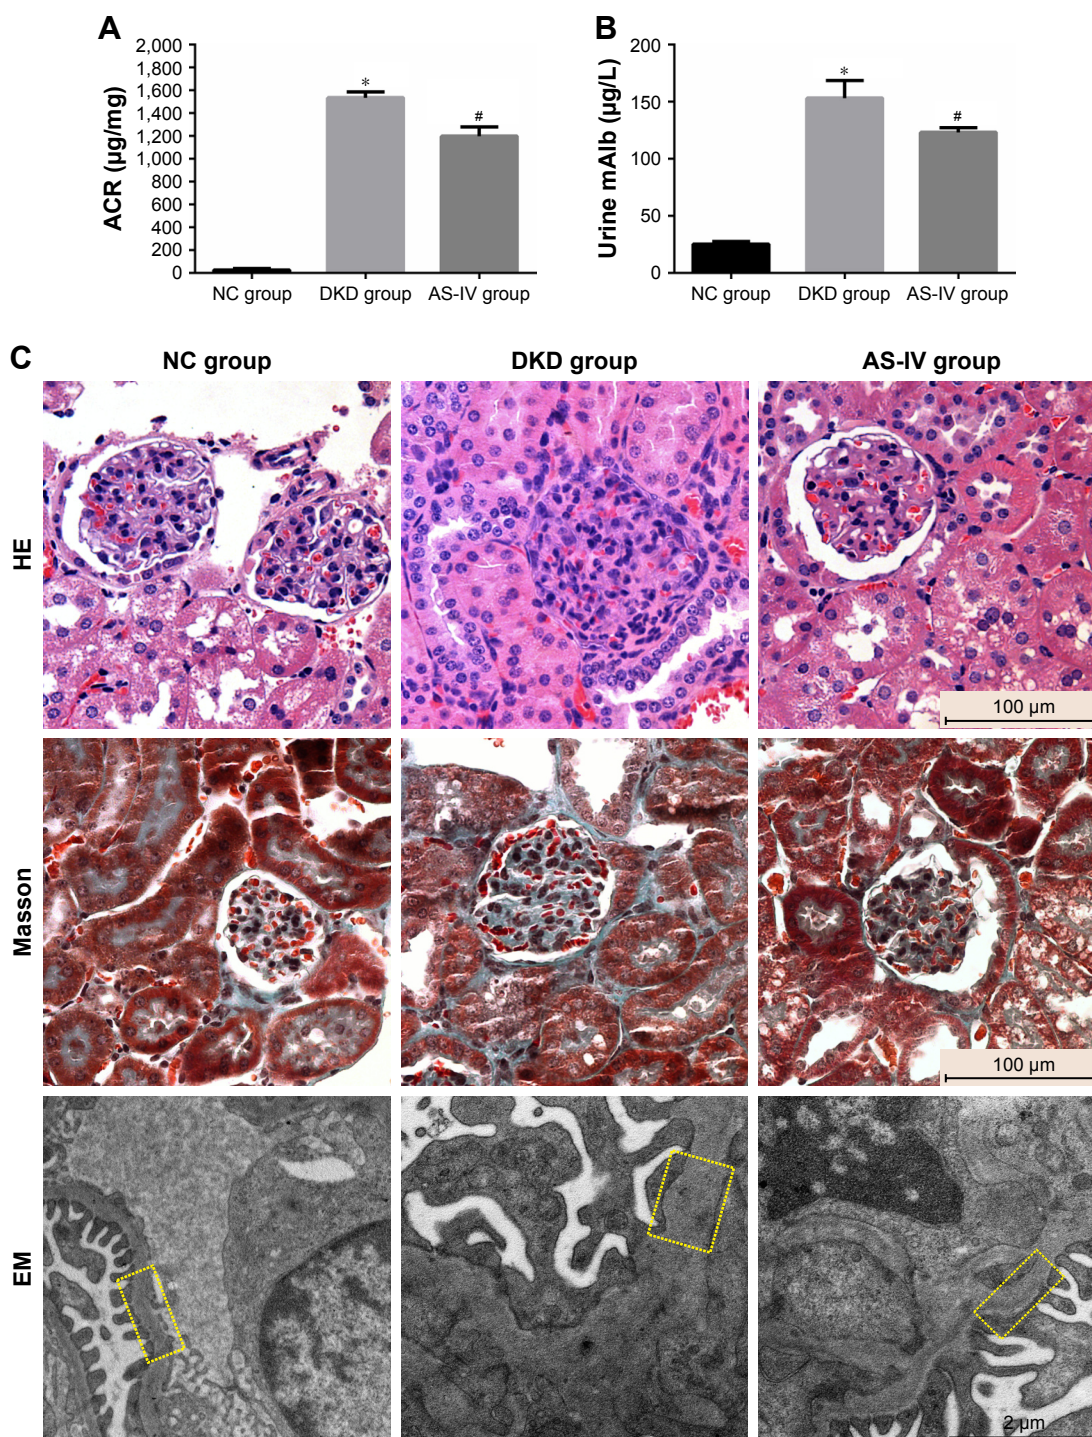 A
B
2,000
1,800
1,600
1,400
1,200
1,000
800
600
400
200
0
ACR (µg/mg)
*
#
NC group DKD group AS-IV group
200
150
100
50
0
Urine mAlb (µg/L)
*
#
NC group DKD group AS-IV group
C
NC group DKD group AS-IV group
HE
100 µm
Masson
100 µm
EM
2 µm